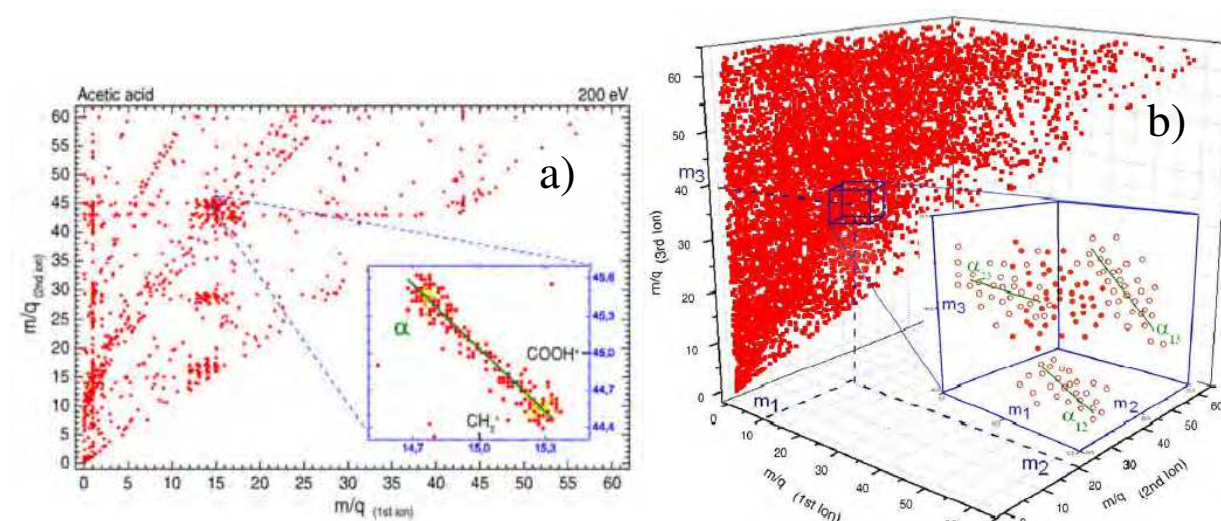 Acetic acid
200 eV
a)
60
55
50
45
40
35
30
25
20
15
10
5
0
m/q (2nd Ion)
0 5 10 15 20 25 30 35 40 45 50 55 60
m/q (1st Ion)
α
45,6
45,3
45,0
44,7
44,4
COOH⁺
14,7 15,0 15,3
b)
m3
60
50
40
30
20
10
0
m/q (3rd Ion)
0 10 20 30 40 50
m/q (1st Ion)
0 10 20 30 40 50 60
m/q (2nd Ion)
m1
m2
m3
m1
m2
α13
α12